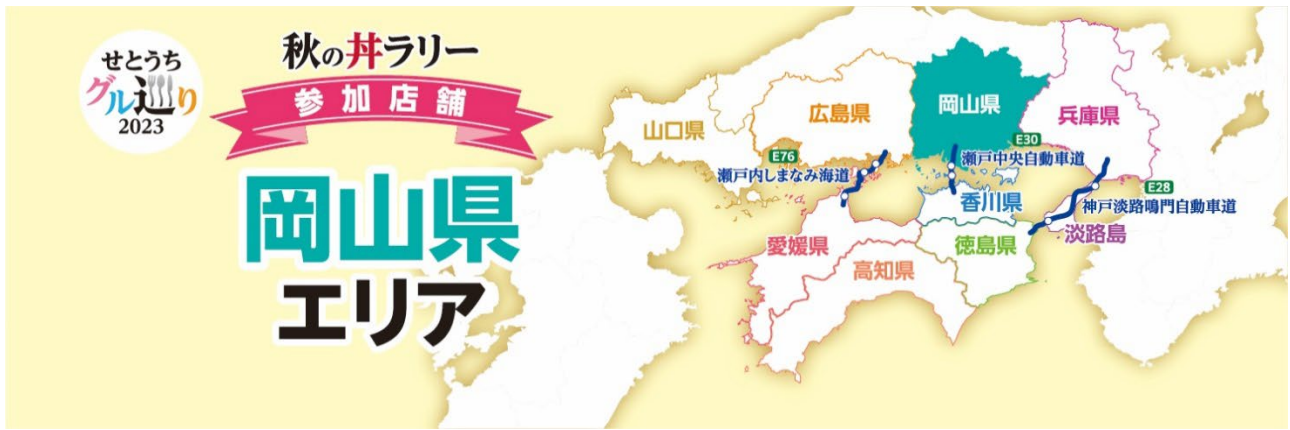 せとうち
グル巡り
2023
秋の丼ラリー
参加店舗
岡山県
エリア
山口県
広島県
岡山県
兵庫県
E76
瀬戸内しまなみ海道
E30
瀬戸中央自動車道
E28
神戸淡路鳴門自動車道
香川県
淡路島
愛媛県
徳島県
高知県